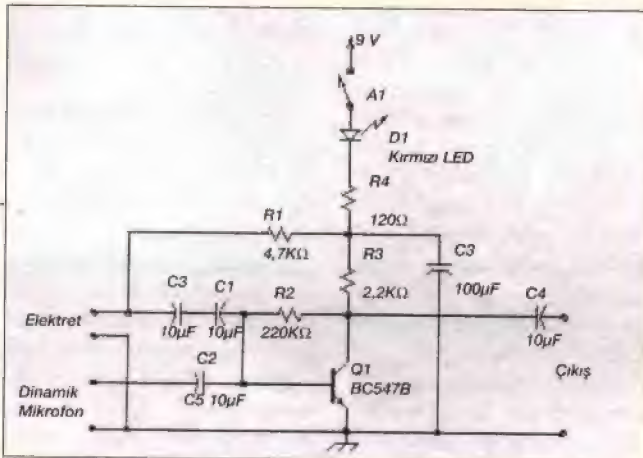 9 V
A1
D1
Kırmızı LED
R4
120Ω
R1
4,7KΩ
C3
100µF
R3
2,2KΩ
C3
10µF
C1
10µF
R2
220KΩ
C4
10µF
Elektret
Q1
BC547B
Çıkış
C2
C5 10µF
Dinamik
Mikrofon